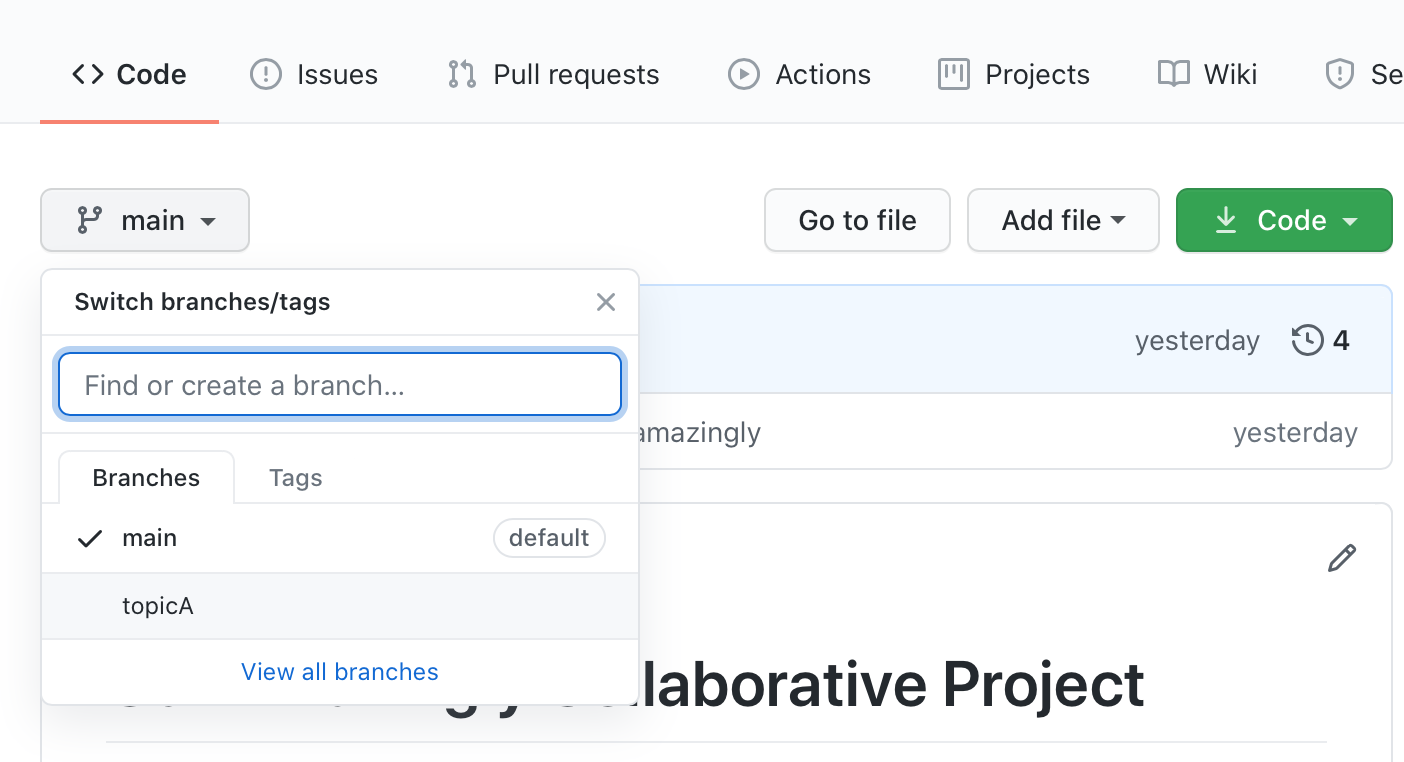 Code Issues Pull requests Actions Projects Wiki Se
main Go to file Add file Code
Switch branches/tags
yesterday 4
Find or create a branch...
amazingly yesterday
Branches Tags
main default
topicA
View all branches
llaborative Project